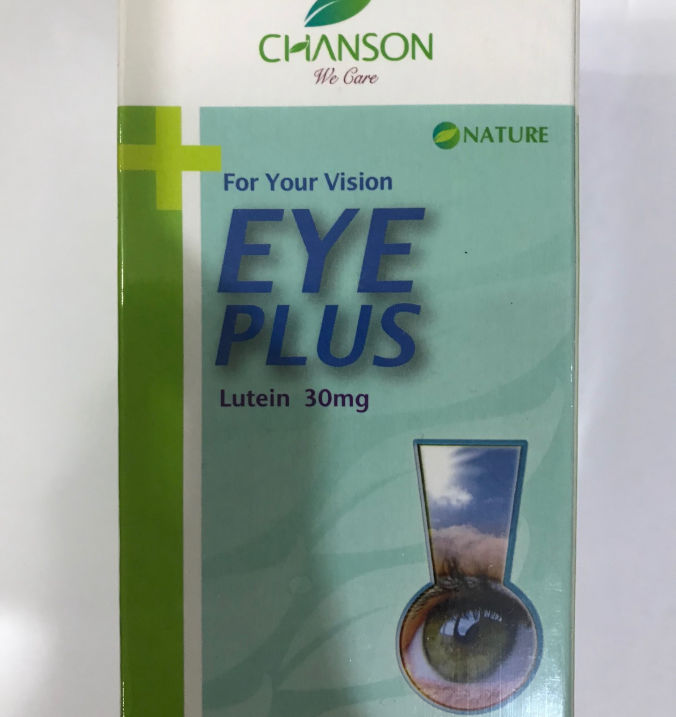 CHANSON
We Care
NATURE
For Your Vision
EYE
PLUS
Lutein 30mg